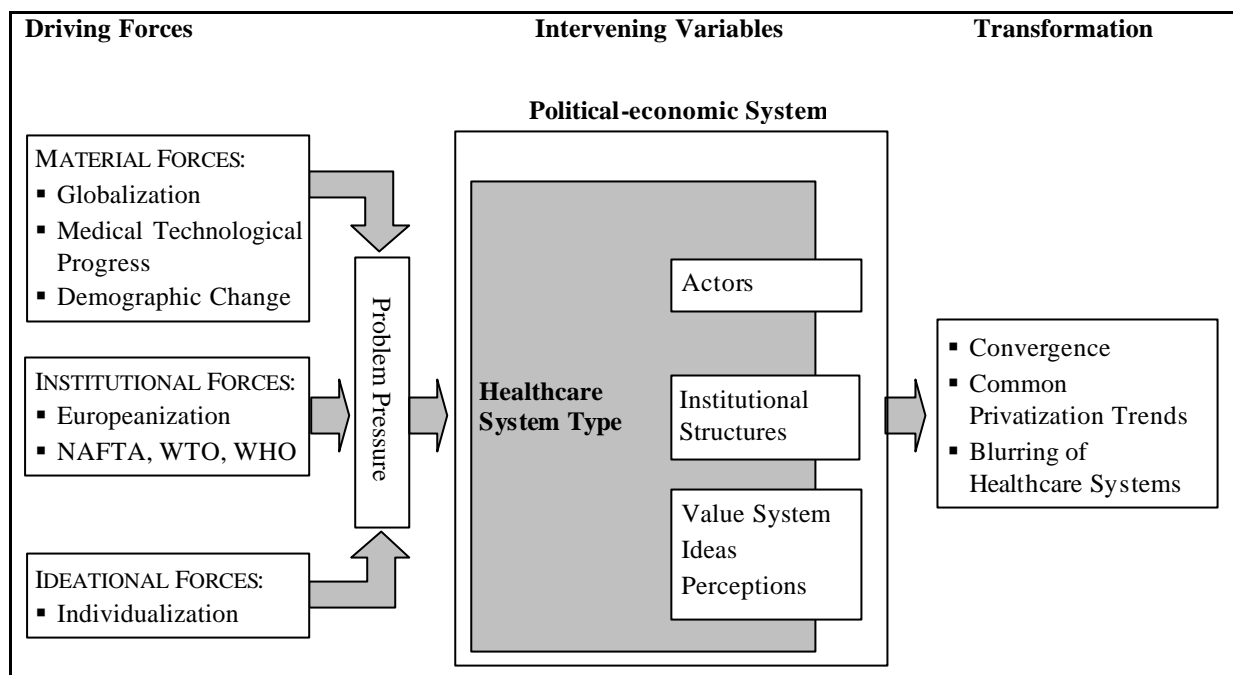 Driving Forces
Intervening Variables
Transformation
Political-economic System
MATERIAL FORCES:
▪ Globalization
▪ Medical Technological
Progress
▪ Demographic Change
INSTITUTIONAL FORCES:
▪ Europeanization
▪ NAFTA, WTO, WHO
IDEATIONAL FORCES:
▪ Individualization
Problem Pressure
Healthcare
System Type
Actors
Institutional
Structures
Value System
Ideas
Perceptions
▪ Convergence
▪ Common
Privatization Trends
▪ Blurring of
Healthcare Systems